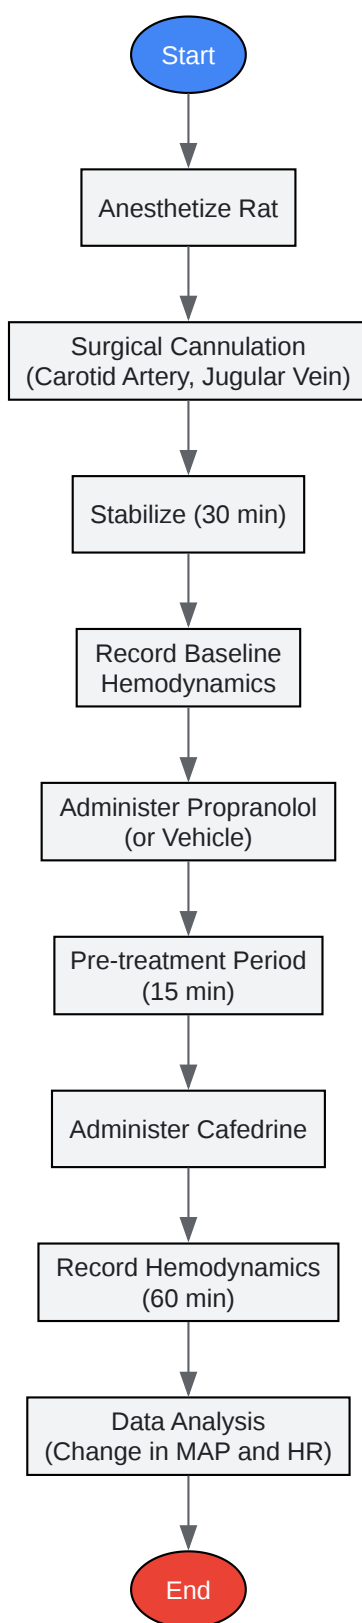 Start
Anesthetize Rat
Surgical Cannulation
(Carotid Artery, Jugular Vein)
Stabilize (30 min)
Record Baseline
Hemodynamics
Administer Propranolol
(or Vehicle)
Pre-treatment Period
(15 min)
Administer Cafedrine
Record Hemodynamics
(60 min)
Data Analysis
(Change in MAP and HR)
End